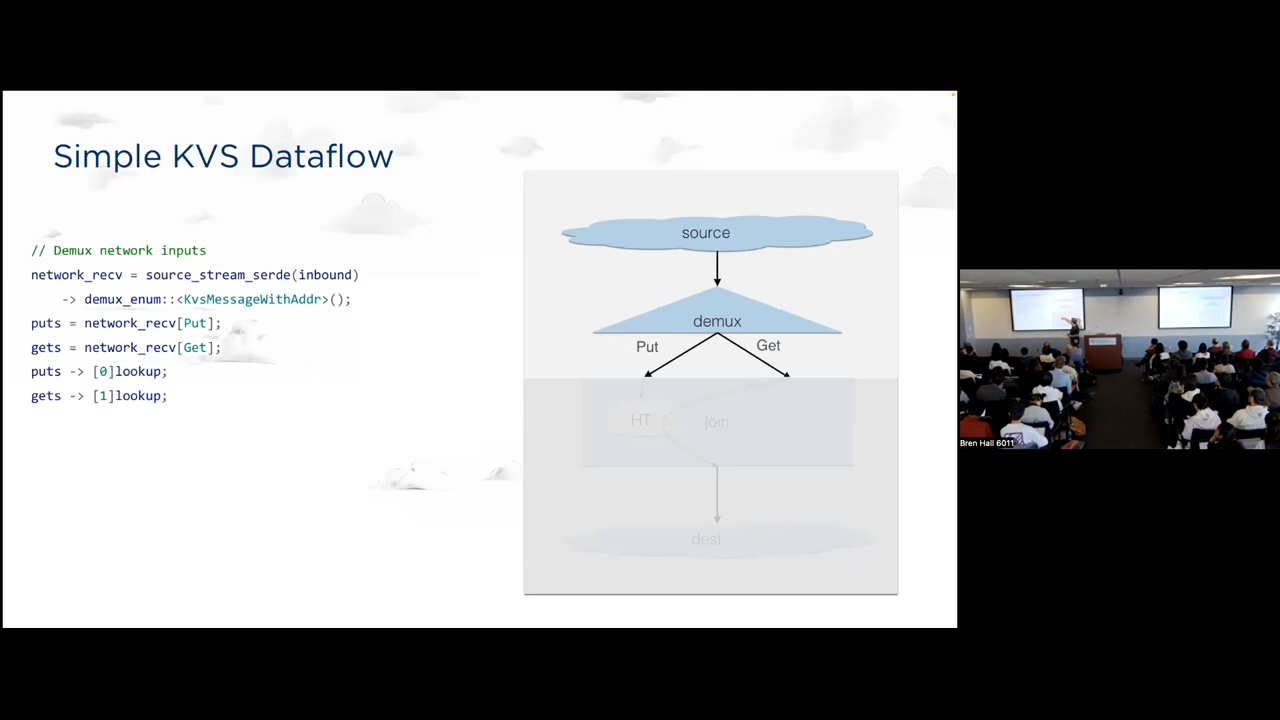 Simple KVS Dataflow
// Demux network inputs
network_recv = source_stream_serde(inbound)
-> demux_enum::<KvsMessageWithAddr>();
puts = network_recv[Put];
gets = network_recv[Get];
puts -> [0]lookup;
gets -> [1]lookup;
source
demux
Put
Get
HT
join
dest
Bren Hall 6011